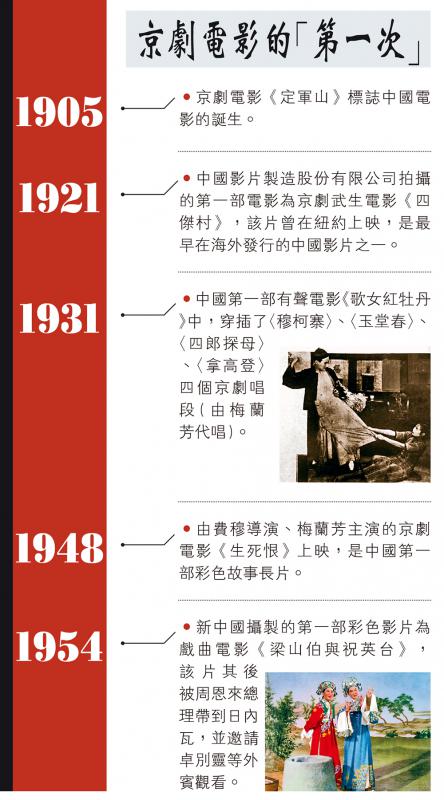 京劇電影的「第一次」
1905
●京劇電影《定軍山》標誌中國電
影的誕生。
1921
●中國影片製造股份有限公司拍攝
的第一部電影為京劇武生電影《四
傑村》，該片曾在紐約上映，是最
早在海外發行的中國影片之一。
1931
●中國第一部有聲電影《歌女紅牡丹
》中，穿插了〈穆柯寨〉、〈玉堂春〉、
〈四郎探母〉
、〈拿高登〉
四個京劇唱
段(由梅蘭
芳代唱)。
1948
●由費穆導演、梅蘭芳主演的京劇
電影《生死恨》上映，是中國第一
部彩色故事長片。
1954
●新中國攝製的第一部彩色影片為
戲曲電影《梁山伯與祝英台》，
該片其後
被周恩來總
理帶到日內
瓦，並邀請
卓別靈等外
賓觀看。